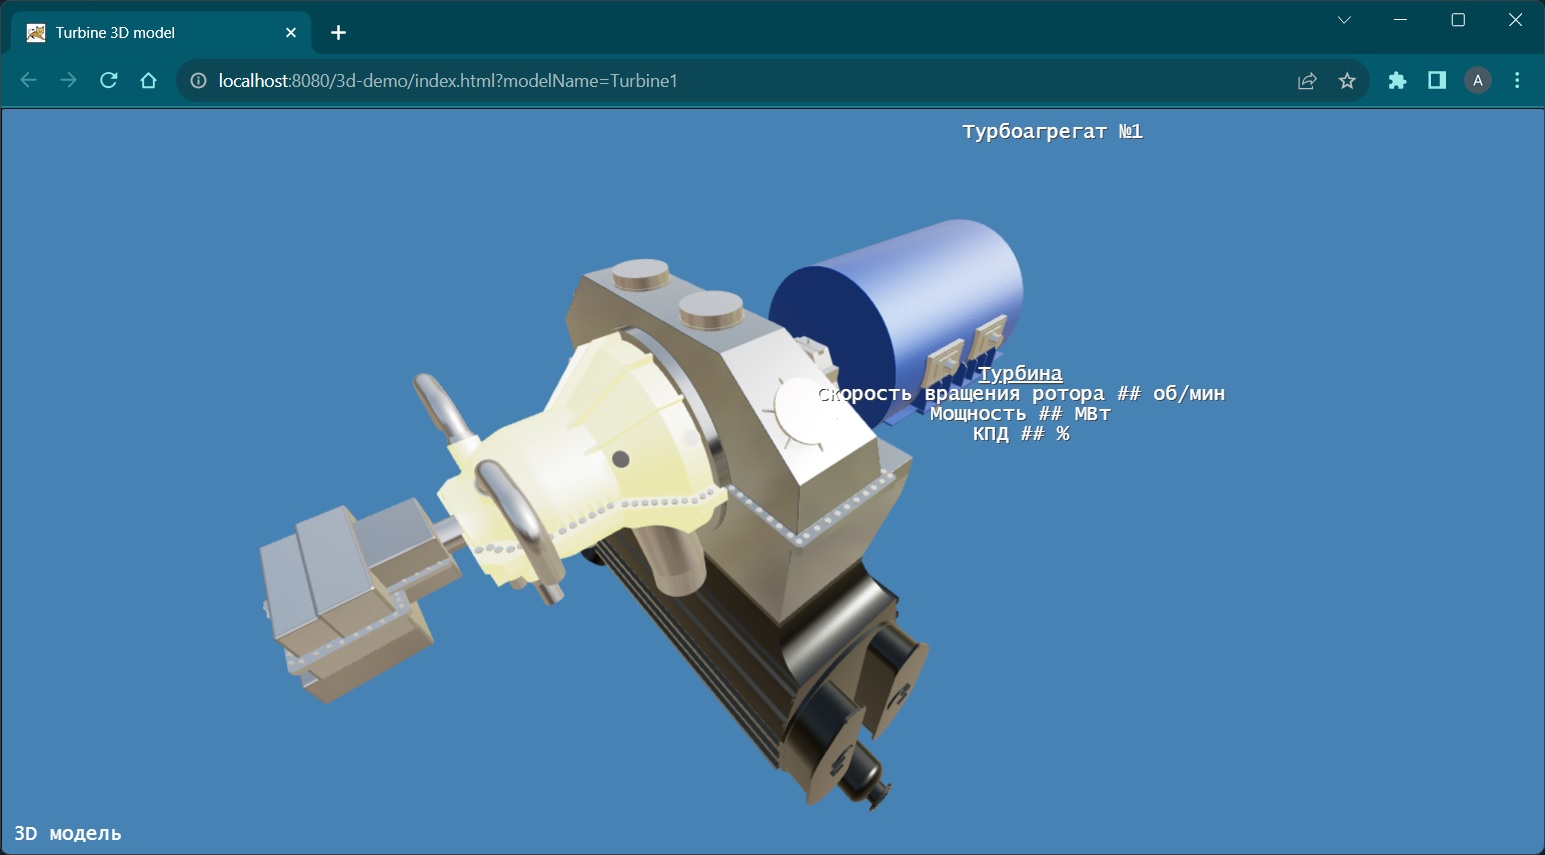 Turbine 3D model
localhost:8080/3d-demo/index.html?modelName=Turbine1
A
Турбоагрегат №1
Турбина
Скорость вращения ротора ## об/мин
Мощность ## МВт
КПД ## %
3D модель